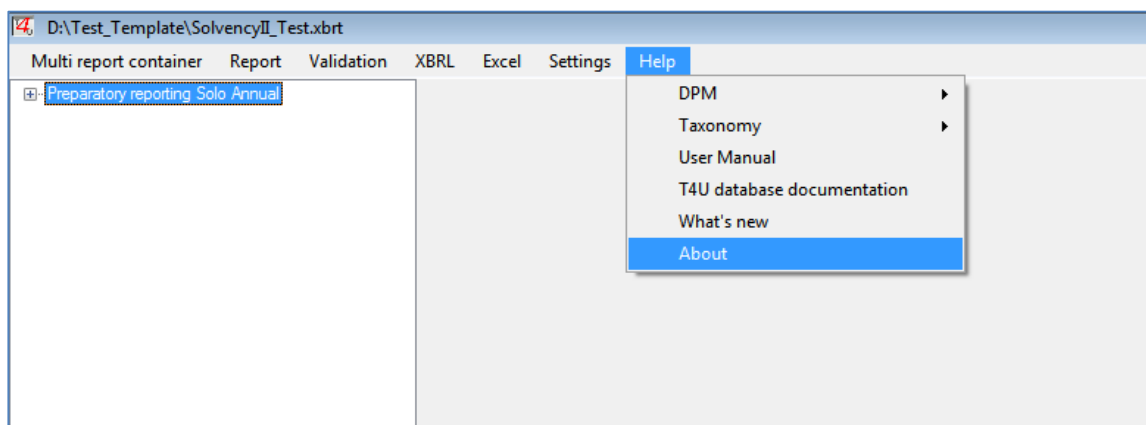 D:\Test_Template\SolvencyII_Test.xbrt
Multi report container Report Validation XBRL Excel Settings Help
Preparatory reporting Solo Annual
DPM
Taxonomy
User Manual
T4U database documentation
What's new
About